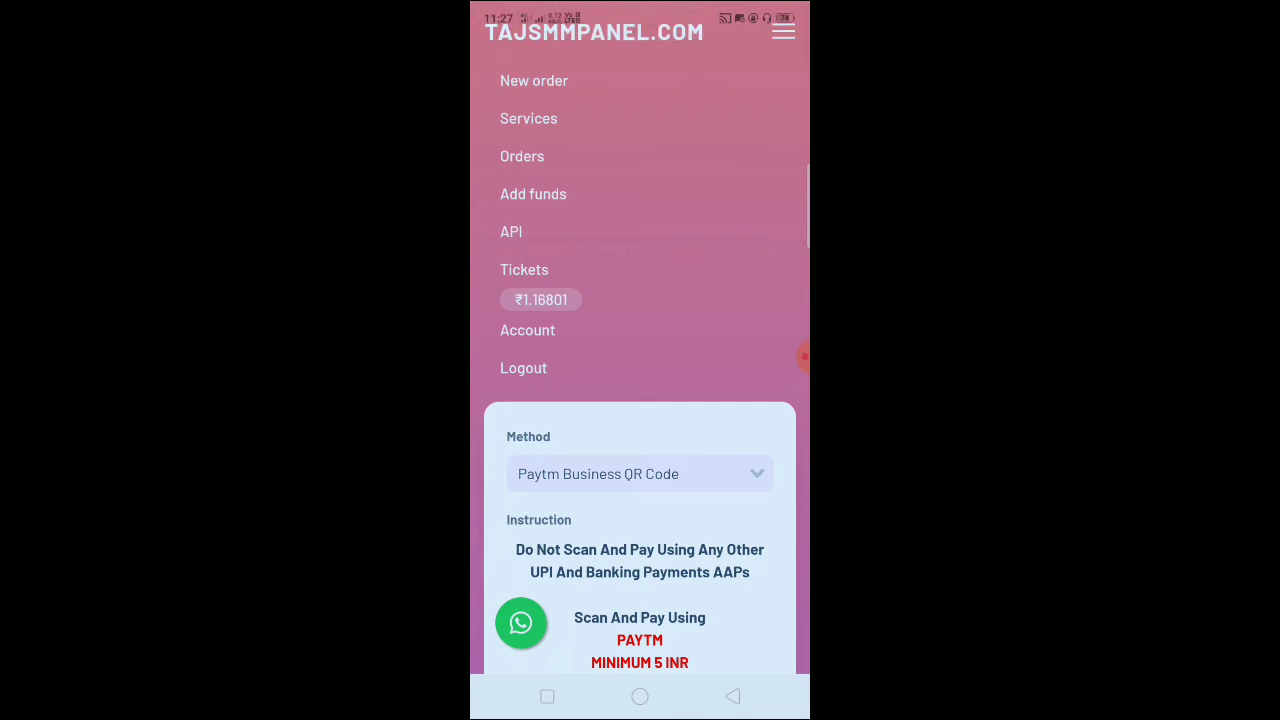 11:27
TAJSMMPANEL.COM
New order
Services
Orders
Add funds
API
Tickets
₹1.16801
Account
Logout
Method
Paytm Business QR Code
Instruction
Do Not Scan And Pay Using Any Other
UPI And Banking Payments AAPs
Scan And Pay Using
PAYTM
MINIMUM 5 INR